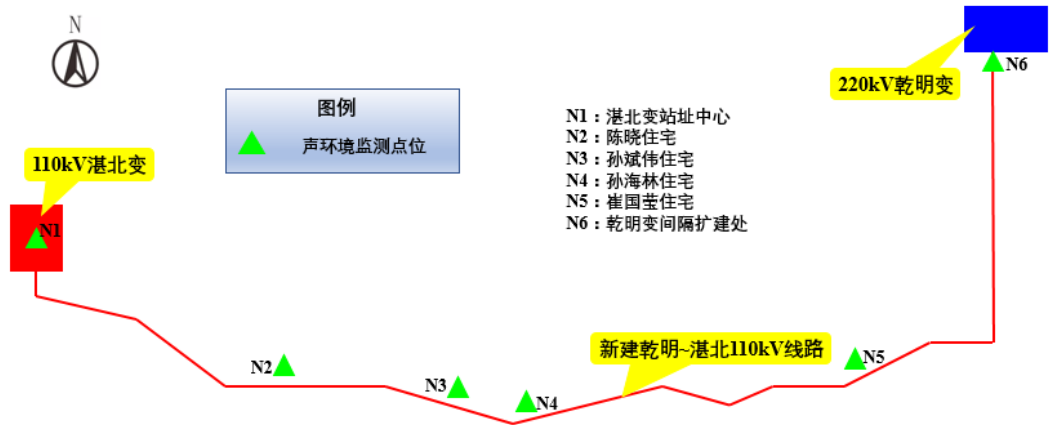 N
N6
220kV乾明变
图例
声环境监测点位
N1：湛北变站址中心
N2：陈晓住宅
N3：孙斌伟住宅
N4：孙海林住宅
N5：崔国莹住宅
N6：乾明变间隔扩建处
110kV湛北变
N1
新建乾明~湛北110kV线路
N5
N2
N3
N4